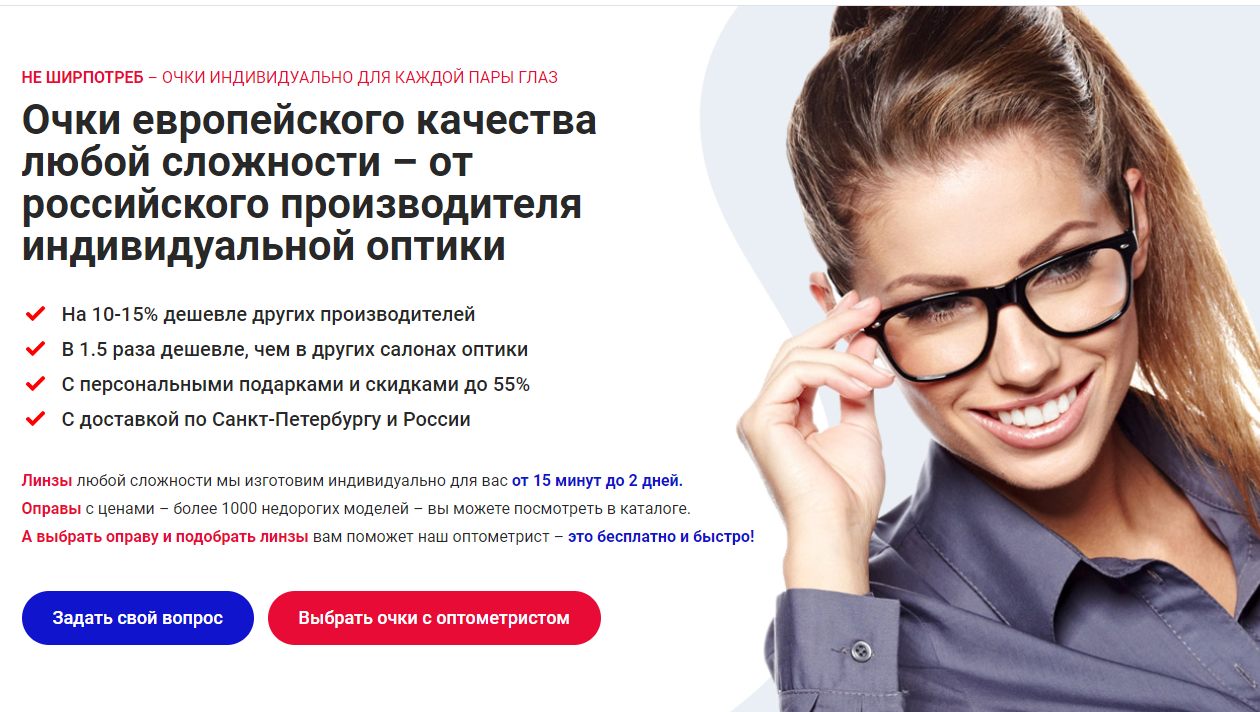 НЕ ШИРПОТРЕБ – ОЧКИ ИНДИВИДУАЛЬНО ДЛЯ КАЖДОЙ ПАРЫ ГЛАЗ
Очки европейского качества
любой сложности – от
российского производителя
индивидуальной оптики
На 10-15% дешевле других производителей
В 1.5 раза дешевле, чем в других салонах оптики
С персональными подарками и скидками до 55%
С доставкой по Санкт-Петербургу и России
Линзы любой сложности мы изготовим индивидуально для вас от 15 минут до 2 дней.
Оправы с ценами – более 1000 недорогих моделей – вы можете посмотреть в каталоге.
А выбрать оправу и подобрать линзы вам поможет наш оптометрист – это бесплатно и быстро!
Задать свой вопрос
Выбрать очки с оптометристом